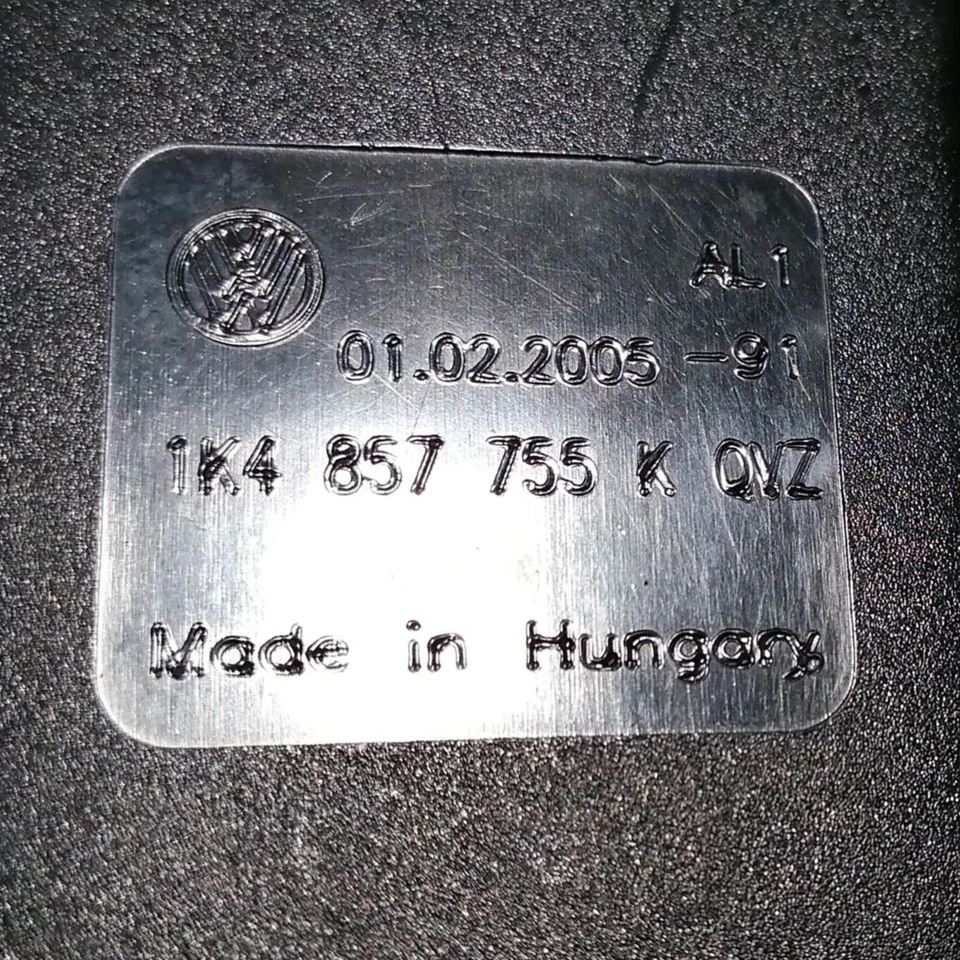 AL1
01.02.2005 -91
1K4 857 755 K QVZ
Made in Hungary